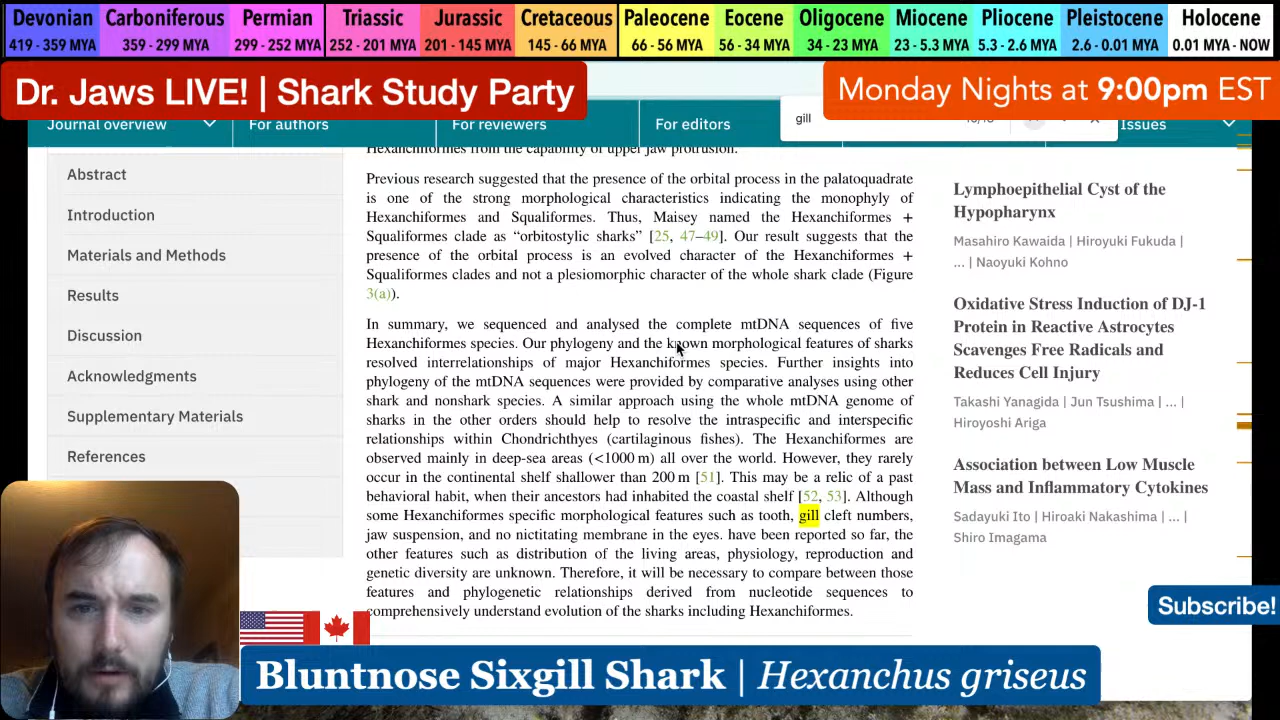 Devonian Carboniferous Permian Triassic Jurassic Cretaceous Paleocene Eocene Oligocene Miocene Pliocene Pleistocene Holocene
419 - 359 MYA 359 - 299 MYA 299 - 252 MYA 252 - 201 MYA 201 - 145 MYA 145 - 66 MYA 66 - 56 MYA 56 - 34 MYA 34 - 23 MYA 23 - 5.3 MYA 5.3 - 2.6 MYA 2.6 - 0.01 MYA 0.01 MYA - NOW
Dr. Jaws LIVE! | Shark Study Party
Monday Nights at 9:00pm EST
Journal overview For authors For reviewers For editors gill Issues
Abstract
Introduction
Materials and Methods
Results
Discussion
Acknowledgments
Supplementary Materials
References
Hexanchiformes from the capability of upper jaw protrusion.
Previous research suggested that the presence of the orbital process in the palatoquadrate
is one of the strong morphological characteristics indicating the monophyly of
Hexanchiformes and Squaliformes. Thus, Maisey named the Hexanchiformes +
Squaliformes clade as “orbitostylic sharks” [25, 47–49]. Our result suggests that the
presence of the orbital process is an evolved character of the Hexanchiformes +
Squaliformes clades and not a plesiomorphic character of the whole shark clade (Figure
3(a)).
In summary, we sequenced and analysed the complete mtDNA sequences of five
Hexanchiformes species. Our phylogeny and the known morphological features of sharks
resolved interrelationships of major Hexanchiformes species. Further insights into
phylogeny of the mtDNA sequences were provided by comparative analyses using other
shark and nonshark species. A similar approach using the whole mtDNA genome of
sharks in the other orders should help to resolve the intraspecific and interspecific
relationships within Chondrichthyes (cartilaginous fishes). The Hexanchiformes are
observed mainly in deep-sea areas (<1000 m) all over the world. However, they rarely
occur in the continental shelf shallower than 200 m [51]. This may be a relic of a past
behavioral habit, when their ancestors had inhabited the coastal shelf [52, 53]. Although
some Hexanchiformes specific morphological features such as tooth, gill cleft numbers,
jaw suspension, and no nictitating membrane in the eyes. have been reported so far, the
other features such as distribution of the living areas, physiology, reproduction and
genetic diversity are unknown. Therefore, it will be necessary to compare between those
features and phylogenetic relationships derived from nucleotide sequences to
comprehensively understand evolution of the sharks including Hexanchiformes.
Lymphoepithelial Cyst of the
Hypopharynx
Masahiro Kawaida | Hiroyuki Fukuda |
... | Naoyuki Kohno
Oxidative Stress Induction of DJ-1
Protein in Reactive Astrocytes
Scavenges Free Radicals and
Reduces Cell Injury
Takashi Yanagida | Jun Tsushima | ... |
Hiroyoshi Ariga
Association between Low Muscle
Mass and Inflammatory Cytokines
Sadayuki Ito | Hiroaki Nakashima | ... |
Shiro Imagama
Subscribe!
Bluntnose Sixgill Shark | Hexanchus griseus